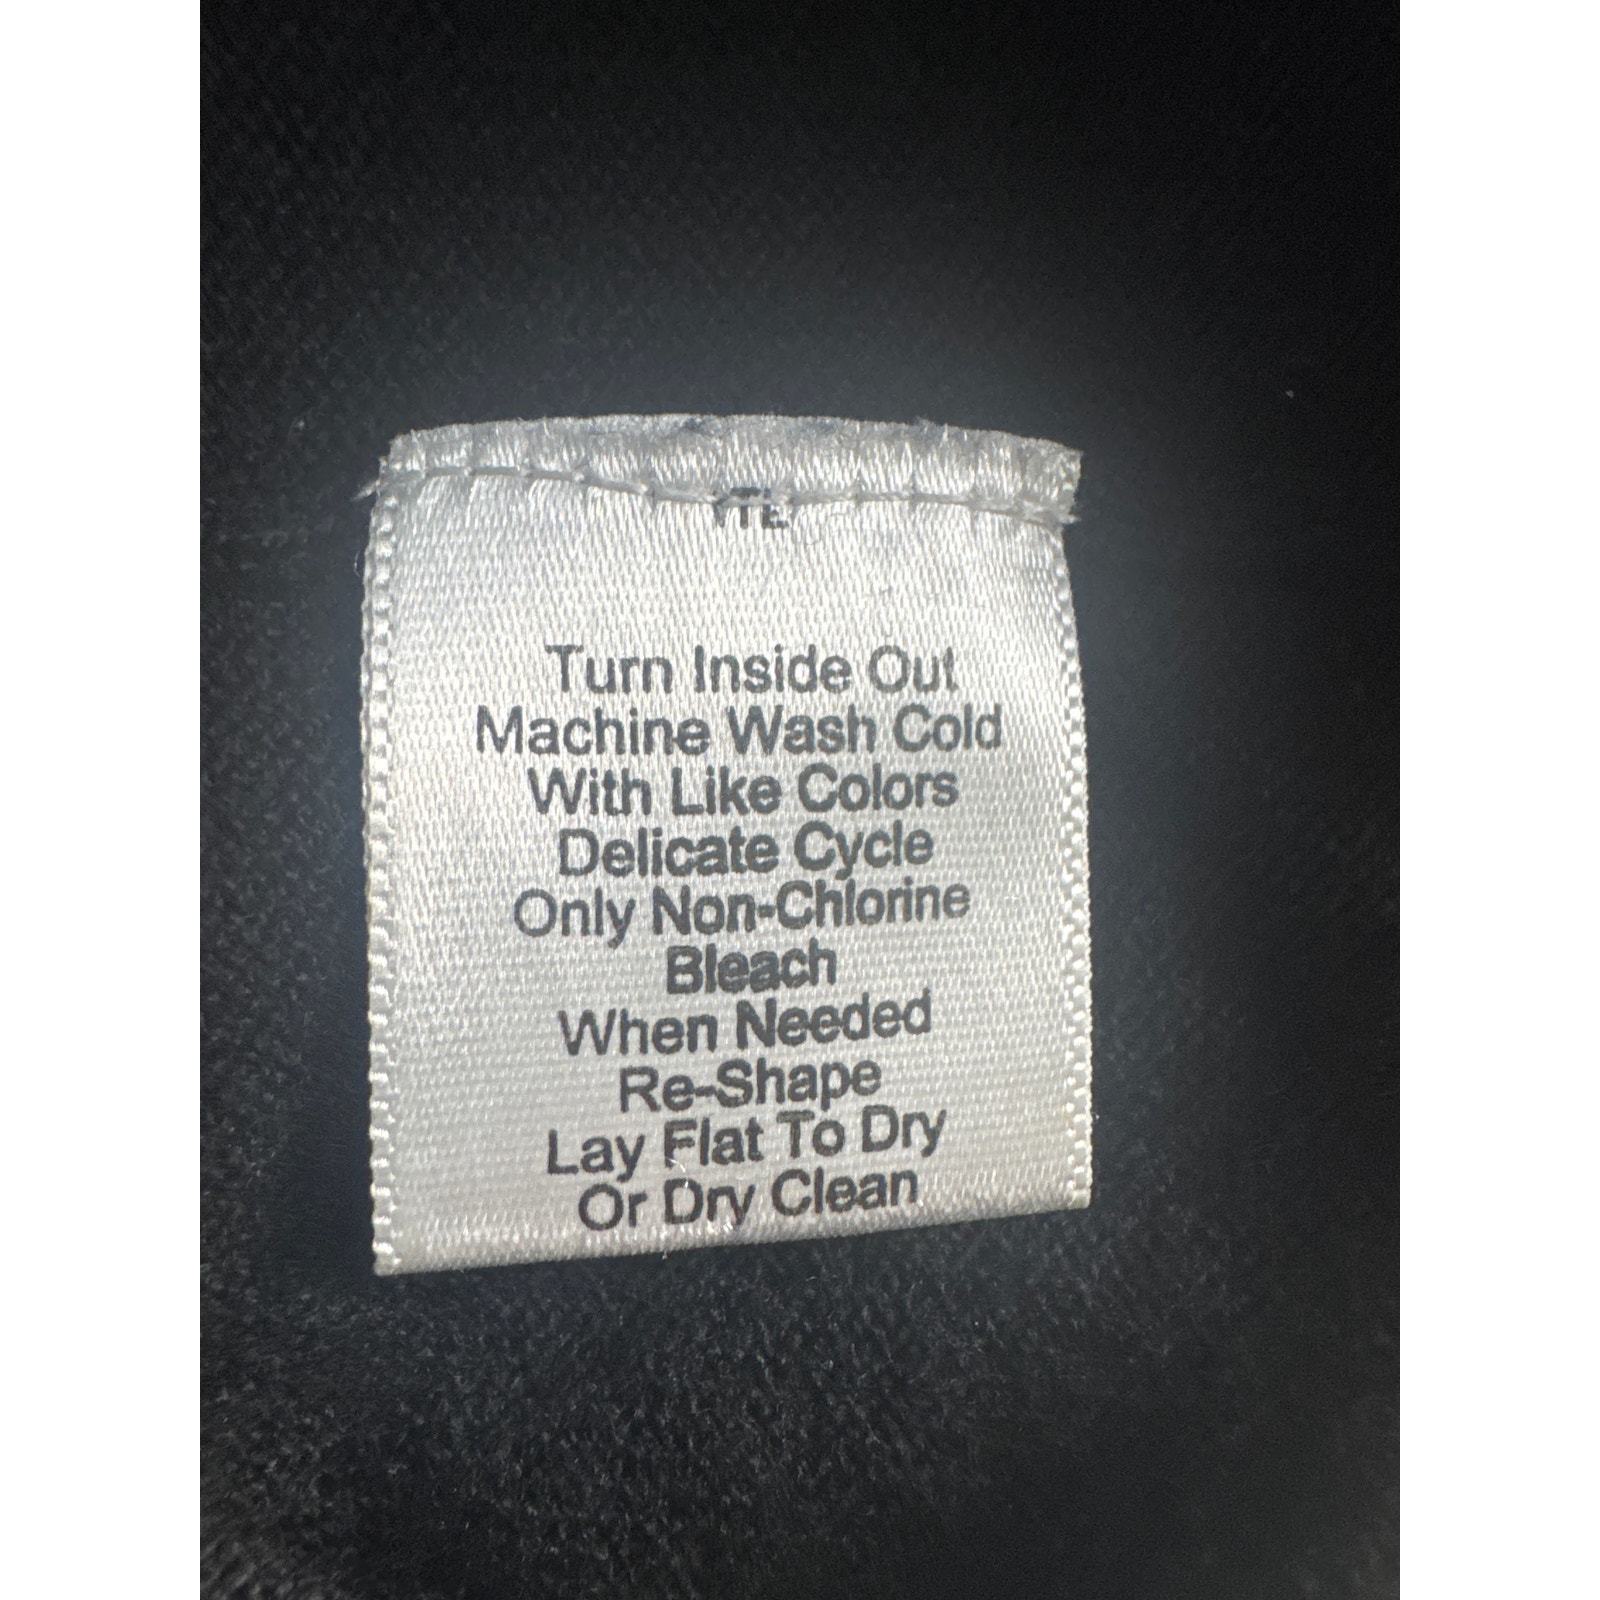 Turn Inside Out
Machine Wash Cold
With Like Colors
Delicate Cycle
Only Non-Chlorine
Bleach
When Needed
Re-Shape
Lay Flat To Dry
Or Dry Clean